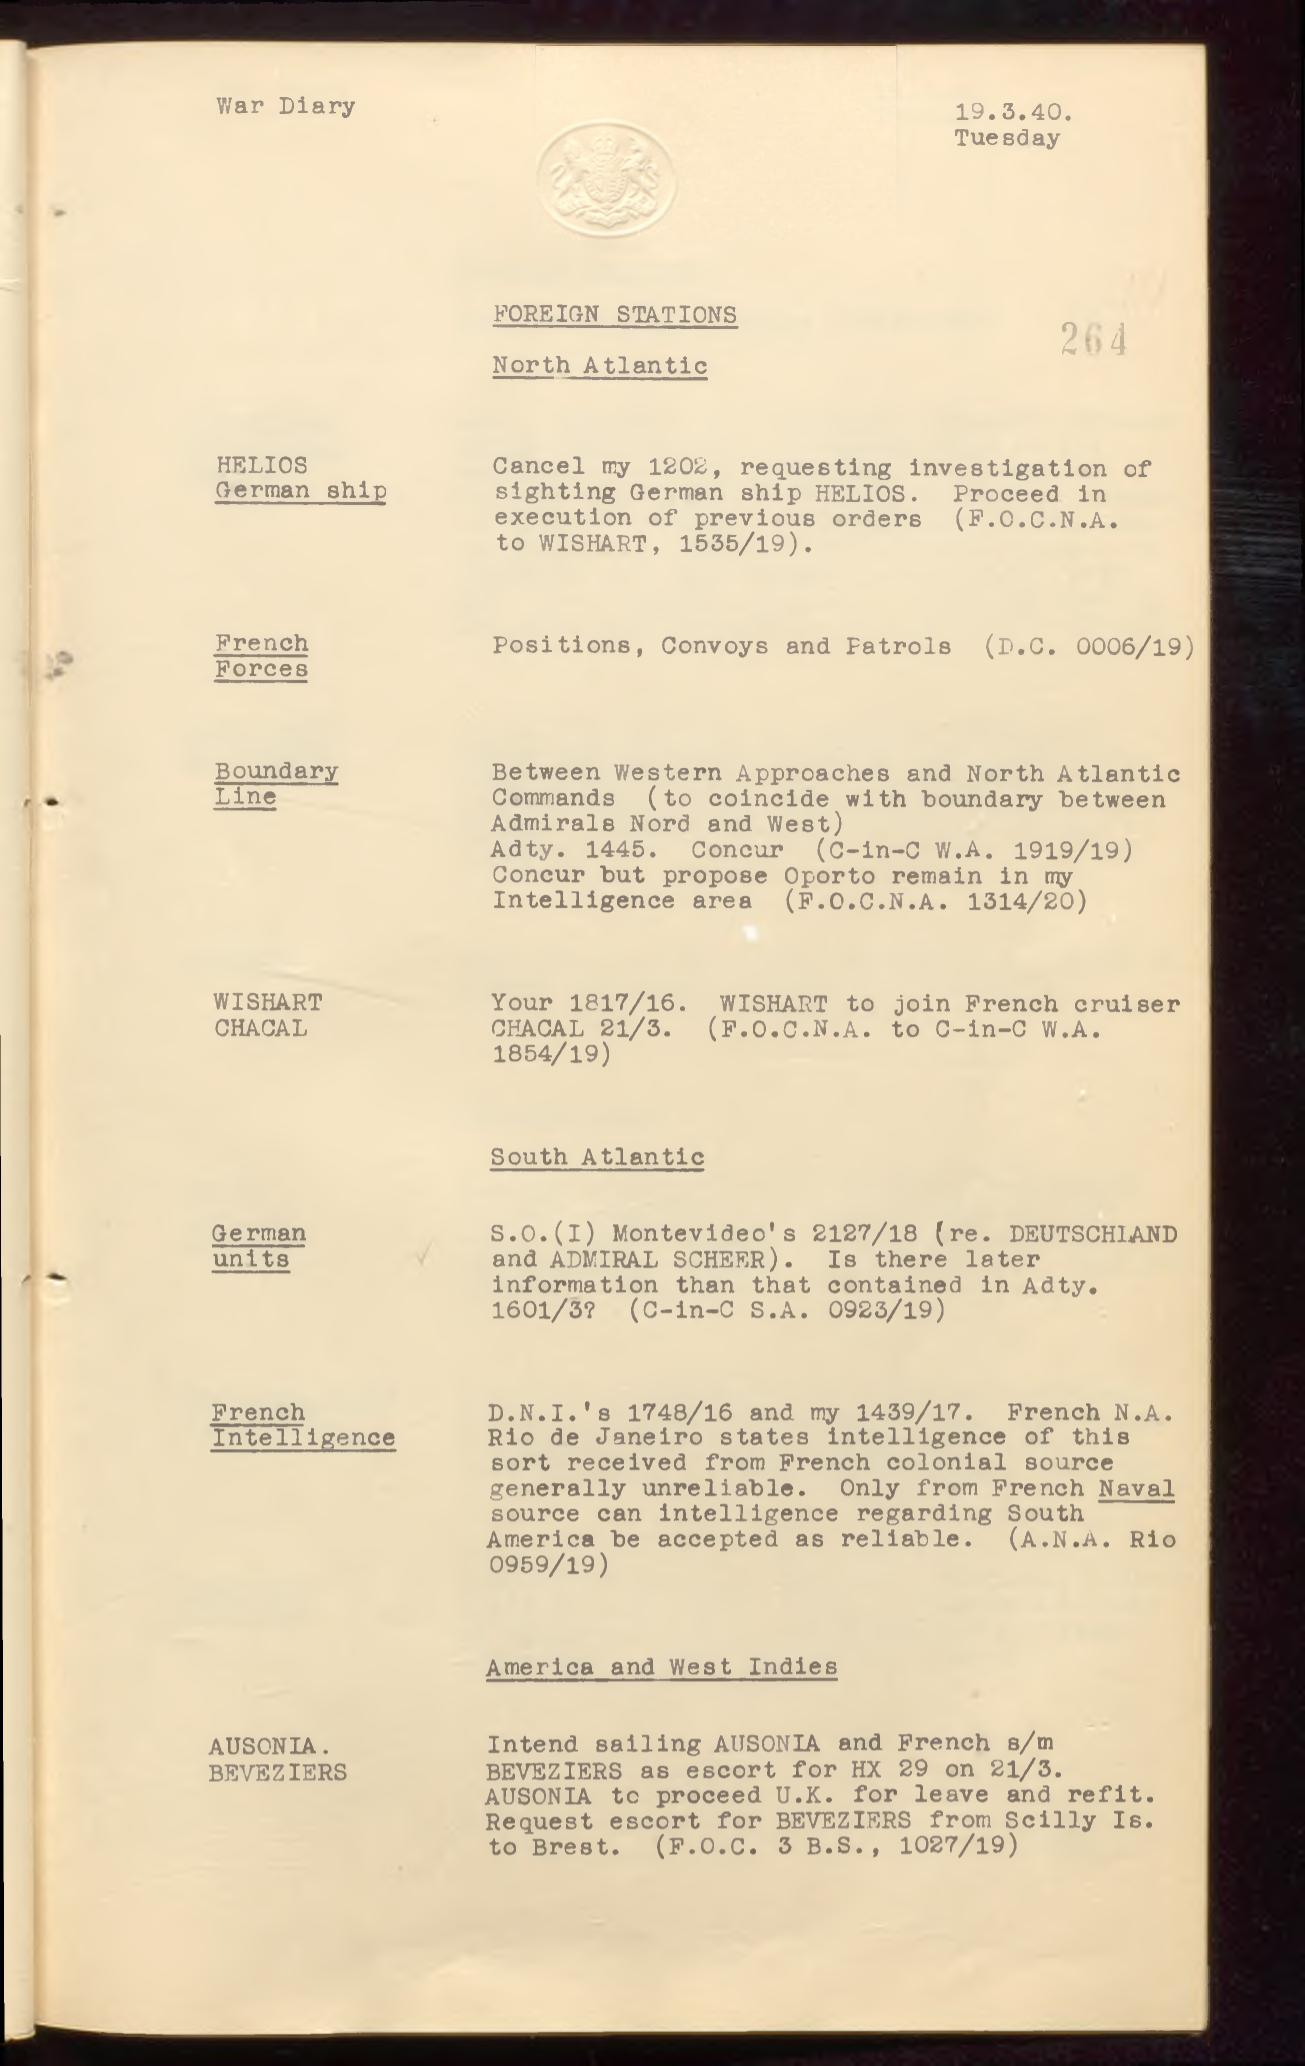 War Diary
19.3.40.
Tuesday
264
FOREIGN STATIONS
North Atlantic
HELIOS
German ship
Cancel my 1202, requesting investigation of
sighting German ship HELIOS. Proceed in
execution of previous orders (F.O.C.N.A.
to WISHART, 1535/19).
French
Forces
Positions, Convoys and Patrols (D.C. 0006/19)
Boundary
Line
Between Western Approaches and North Atlantic
Commands (to coincide with boundary between
Admirals Nord and West)
Adty. 1445. Concur (C-in-C W.A. 1919/19)
Concur but propose Oporto remain in my
Intelligence area (F.O.C.N.A. 1314/20)
WISHART
CHACAL
Your 1817/16. WISHART to join French cruiser
CHACAL 21/3. (F.O.C.N.A. to C-in-C W.A.
1854/19)
South Atlantic
German
units
S.O.(I) Montevideo's 2127/18 (re. DEUTSCHLAND
and ADMIRAL SCHEER). Is there later
information than that contained in Adty.
1601/3? (C-in-C S.A. 0923/19)
French
Intelligence
D.N.I.'s 1748/16 and my 1439/17. French N.A.
Rio de Janeiro states intelligence of this
sort received from French colonial source
generally unreliable. Only from French Naval
source can intelligence regarding South
America be accepted as reliable. (A.N.A. Rio
0959/19)
America and West Indies
AUSONIA.
BEVEZIERS
Intend sailing AUSONIA and French s/m
BEVEZIERS as escort for HX 29 on 21/3.
AUSONIA to proceed U.K. for leave and refit.
Request escort for BEVEZIERS from Scilly Is.
to Brest. (F.O.C. 3 B.S., 1027/19)